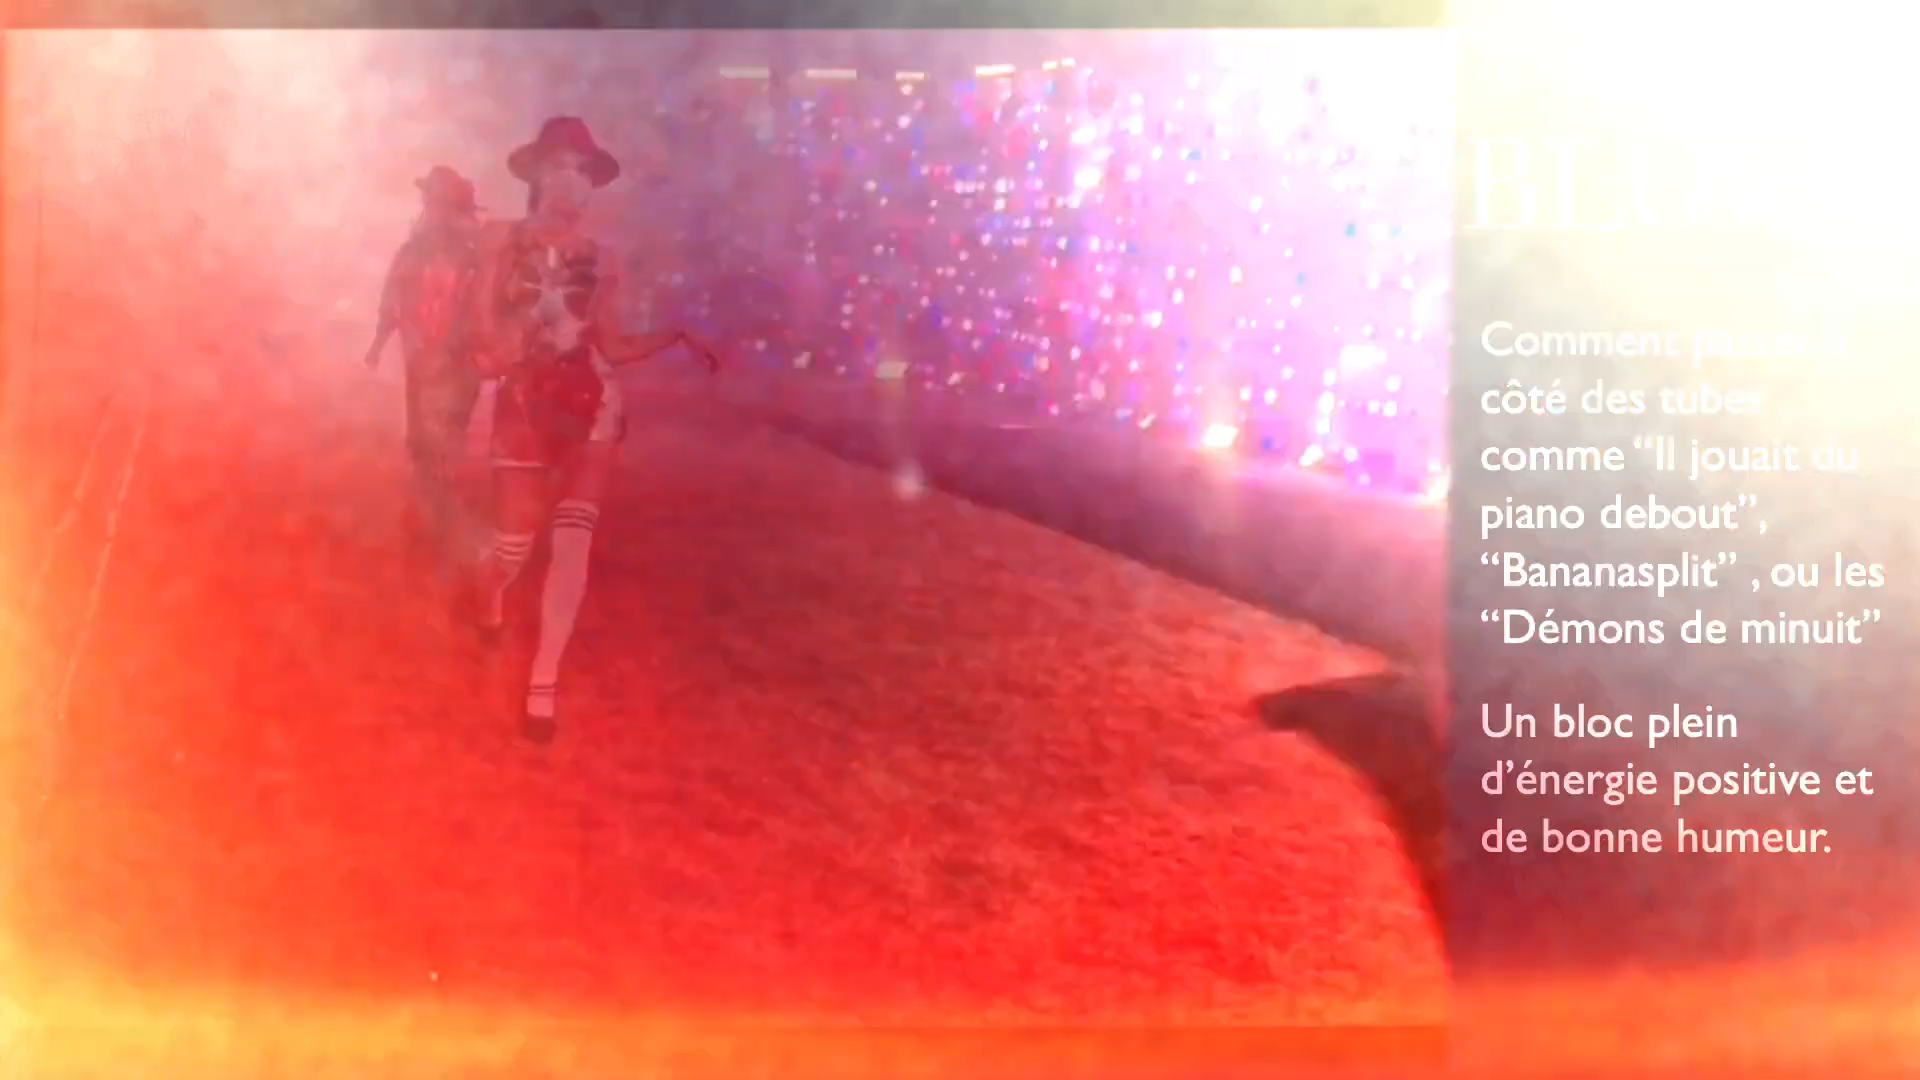 Comment
côté des tubes
comme “Il jouait du
piano debout”,
“Bananasplit” , ou les
“Démons de minuit”
Un bloc plein
d’énergie positive et
de bonne humeur.